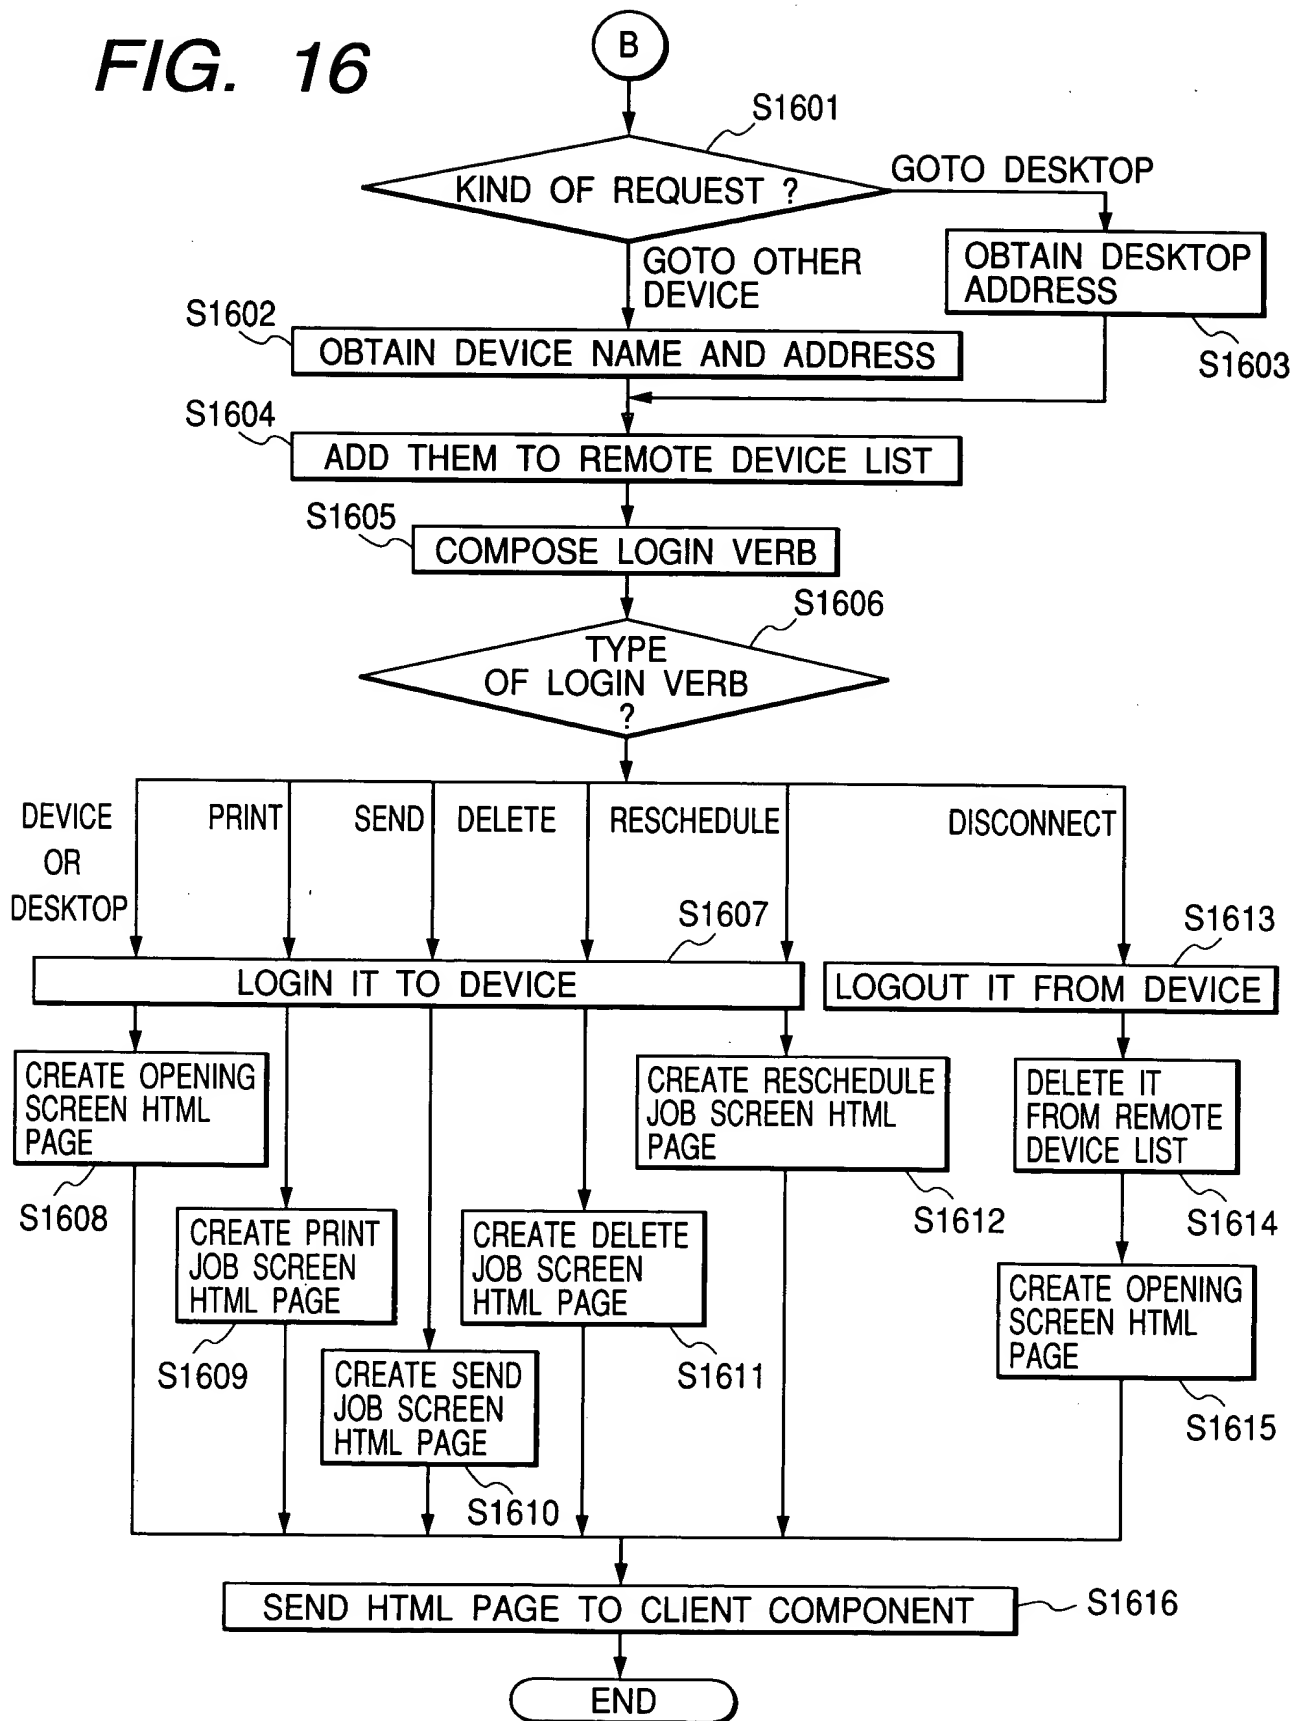 FIG. 16
B
S1601
KIND OF REQUEST ?
GOTO DESKTOP
GOTO OTHER
DEVICE
OBTAIN DESKTOP
ADDRESS
S1603
S1602
OBTAIN DEVICE NAME AND ADDRESS
S1604
ADD THEM TO REMOTE DEVICE LIST
S1605
COMPOSE LOGIN VERB
S1606
TYPE
OF LOGIN VERB
?
DEVICE
OR
DESKTOP
PRINT
SEND
DELETE
RESCHEDULE
DISCONNECT
S1607
LOGIN IT TO DEVICE
S1613
LOGOUT IT FROM DEVICE
CREATE OPENING
SCREEN HTML
PAGE
S1608
CREATE PRINT
JOB SCREEN
HTML PAGE
S1609
CREATE SEND
JOB SCREEN
HTML PAGE
S1610
CREATE DELETE
JOB SCREEN
HTML PAGE
S1611
CREATE RESCHEDULE
JOB SCREEN HTML
PAGE
S1612
DELETE IT
FROM REMOTE
DEVICE LIST
S1614
CREATE OPENING
SCREEN HTML
PAGE
S1615
SEND HTML PAGE TO CLIENT COMPONENT
S1616
END